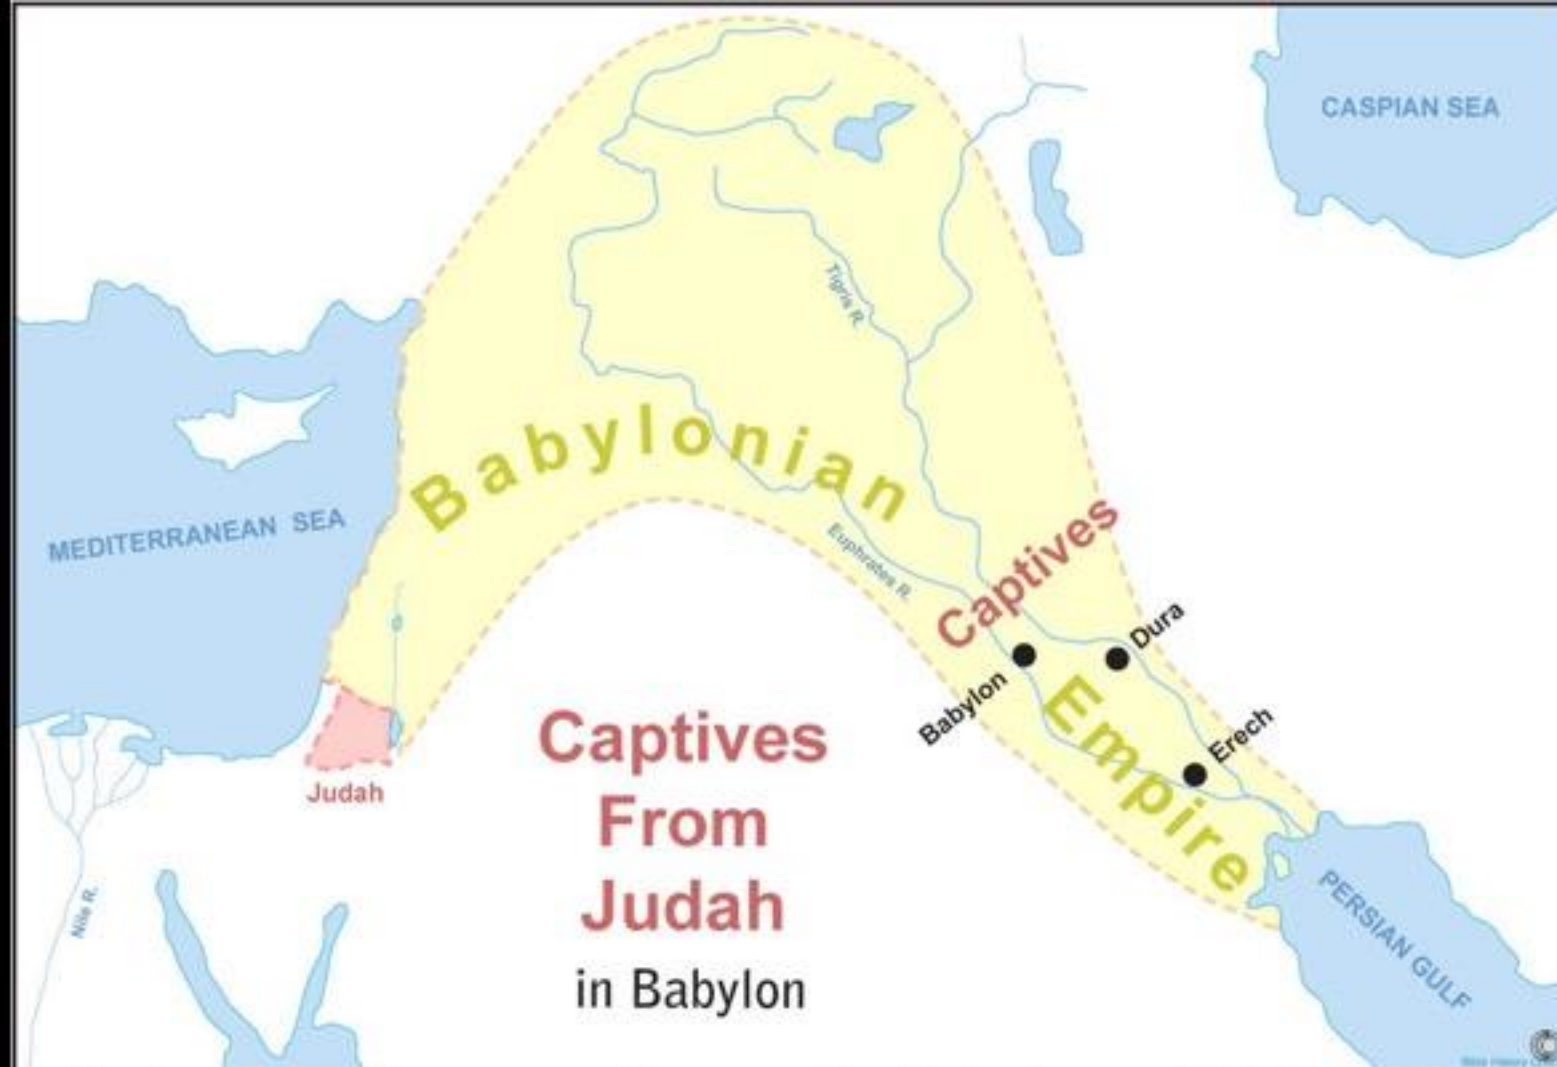 CASPIAN SEA
Tigris R.
Babylonian
MEDITERRANEAN SEA
Euphrates R.
Captives
Dura
Babylon
Empire
Erech
Judah
Captives
From
Judah
in Babylon
Nile R.
PERSIAN GULF